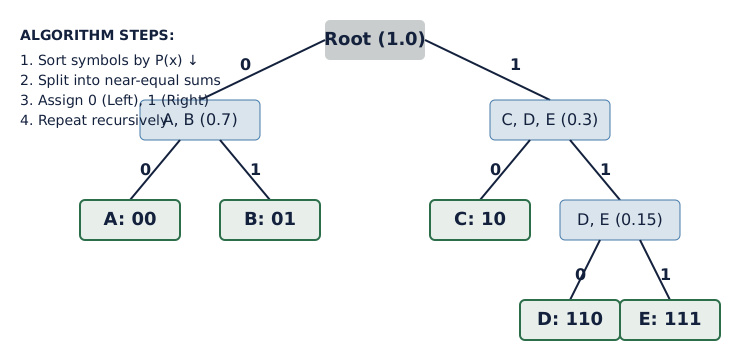 ALGORITHM STEPS:
1. Sort symbols by P(x) ↓
2. Split into near-equal sums
3. Assign 0 (Left), 1 (Right)
4. Repeat recursively
Root (1.0)
0
1
A, B (0.7)
C, D, E (0.3)
0
1
0
1
A: 00
B: 01
C: 10
D, E (0.15)
0
1
D: 110
E: 111